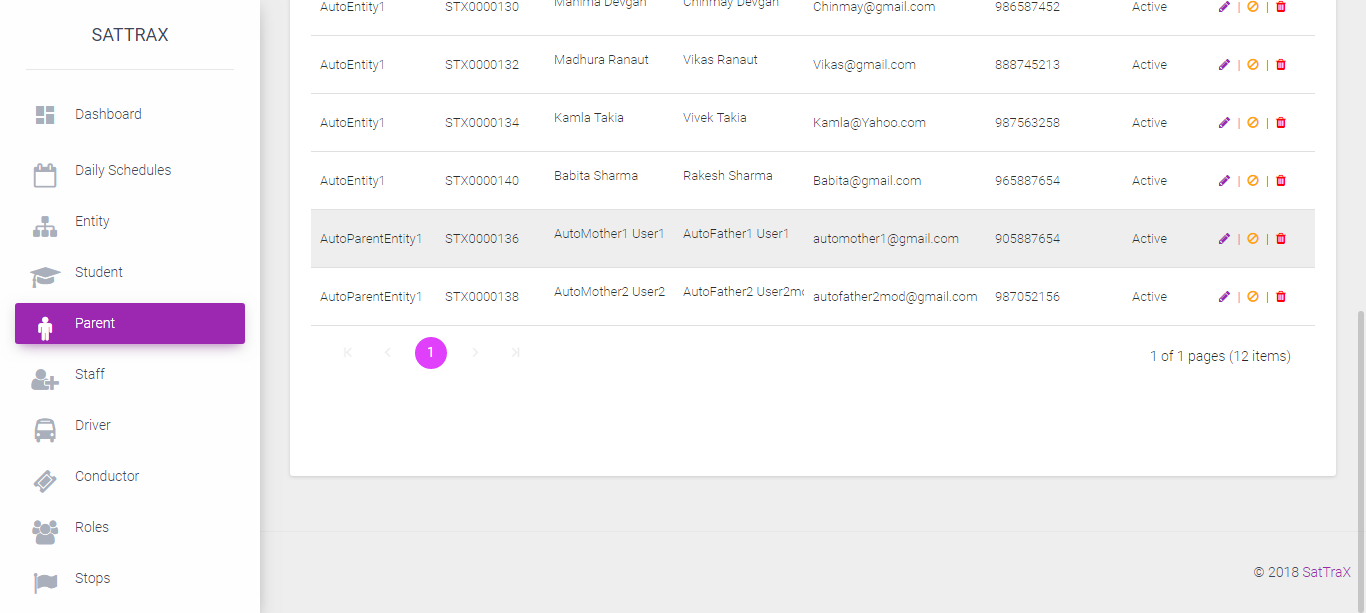 SATTRAX
Dashboard
Daily Schedules
Entity
Student
Parent
Staff
Driver
Conductor
Roles
Stops
AutoEntity1 STX0000130 Mahima Devgan Chinmay Devgan Chinmay@gmail.com 986587452 Active | |
AutoEntity1 STX0000132 Madhura Ranaut Vikas Ranaut Vikas@gmail.com 888745213 Active | |
AutoEntity1 STX0000134 Kamla Takia Vivek Takia Kamla@Yahoo.com 987563258 Active | |
AutoEntity1 STX0000140 Babita Sharma Rakesh Sharma Babita@gmail.com 965887654 Active | |
AutoParentEntity1 STX0000136 AutoMother1 User1 AutoFather1 User1 automother1@gmail.com 905887654 Active | |
AutoParentEntity1 STX0000138 AutoMother2 User2 AutoFather2 User2mo autofather2mod@gmail.com 987052156 Active | |
1 1 of 1 pages (12 items)
© 2018 SatTraX